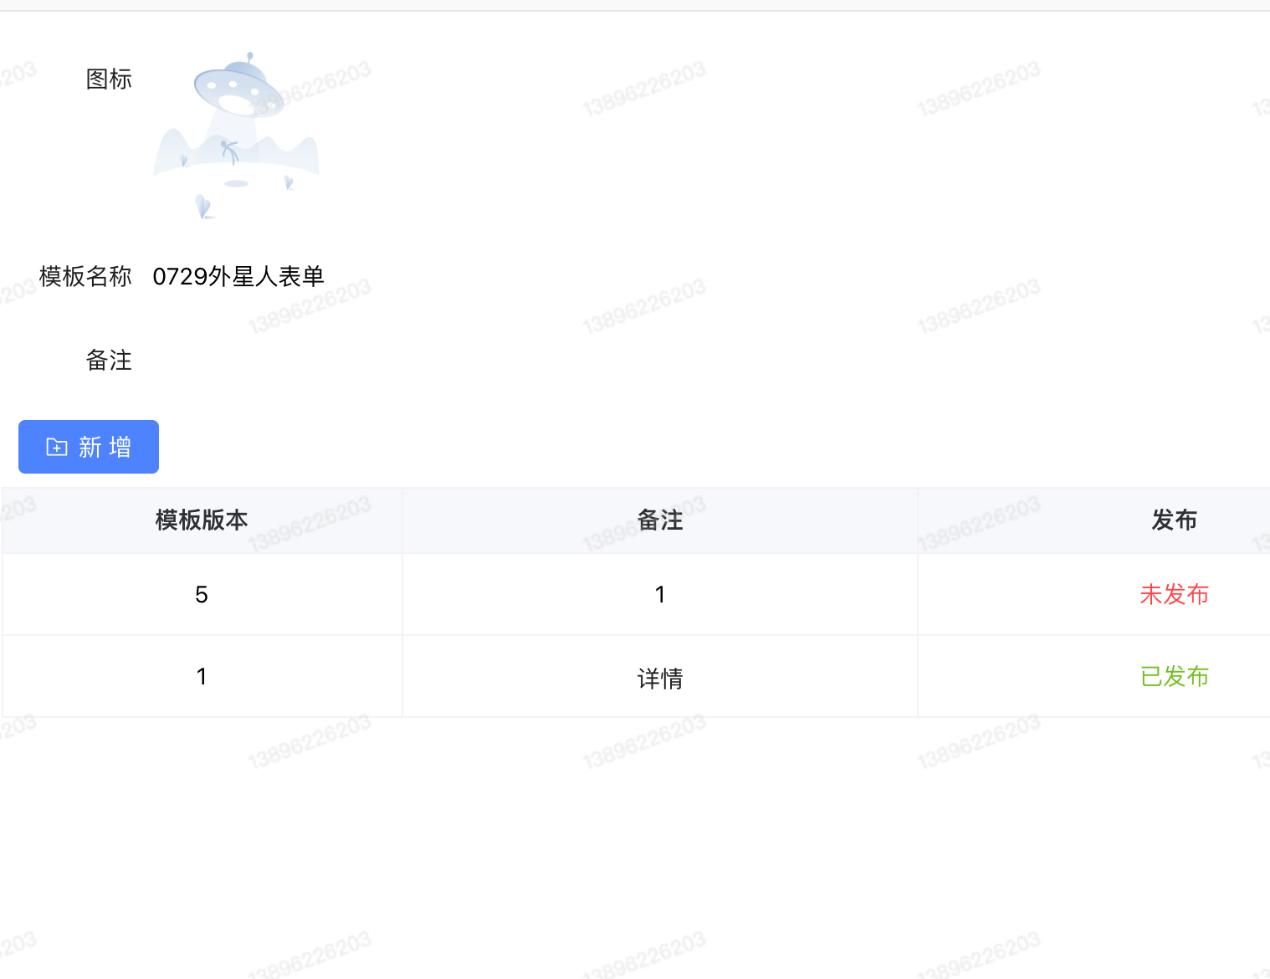 图标
模板名称 0729外星人表单
备注
新增
模板版本 备注 发布
5 1 未发布
1 详情 已发布
13896226203